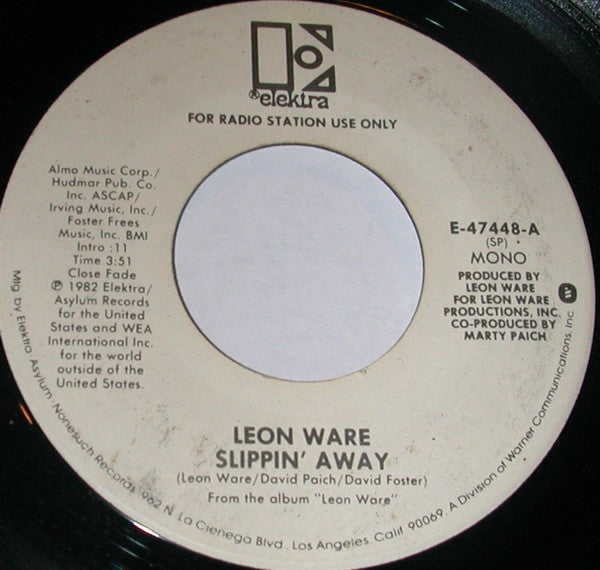 ®elektra
FOR RADIO STATION USE ONLY
Almo Music Corp./
Hudmar Pub. Co.
Inc. ASCAP/
Irving Music, Inc./
Foster Frees
Music, Inc. BMI
Intro :11
Time 3:51
Close Fade
℗ 1982 Elektra/
Asylum Records
for the United
States and WEA
International Inc.
for the world
outside of the
United States.
E-47448-A
(SP)
MONO
PRODUCED BY
LEON WARE
FOR LEON WARE
PRODUCTIONS, INC.
CO-PRODUCED BY
MARTY PAICH
LEON WARE
SLIPPIN' AWAY
(Leon Ware/David Paich/David Foster)
From the album "Leon Ware"
Mfg by Elektra Asylum. Nonesuch Records 962 N. La Cienega Blvd. Los Angeles. Calif. 90069. A Division of Warner Communications, Inc